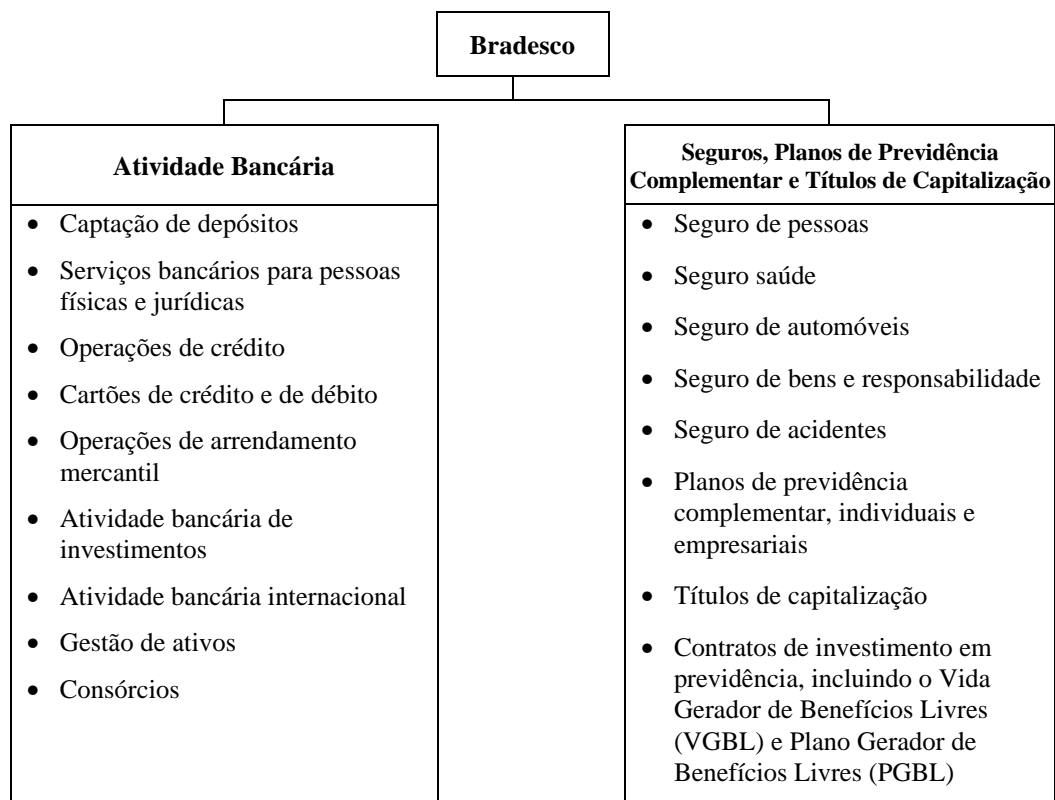 Bradesco
Atividade Bancária
• Captação de depósitos
• Serviços bancários para pessoas
físicas e jurídicas
• Operações de crédito
• Cartões de crédito e de débito
• Operações de arrendamento
mercantil
• Atividade bancária de
investimentos
• Atividade bancária internacional
• Gestão de ativos
• Consórcios
Seguros, Planos de Previdência
Complementar e Títulos de Capitalização
• Seguro de pessoas
• Seguro saúde
• Seguro de automóveis
• Seguro de bens e responsabilidade
• Seguro de acidentes
• Planos de previdência
complementar, individuais e
empresariais
• Títulos de capitalização
• Contratos de investimento em
previdência, incluindo o Vida
Gerador de Benefícios Livres
(VGBL) e Plano Gerador de
Benefícios Livres (PGBL)